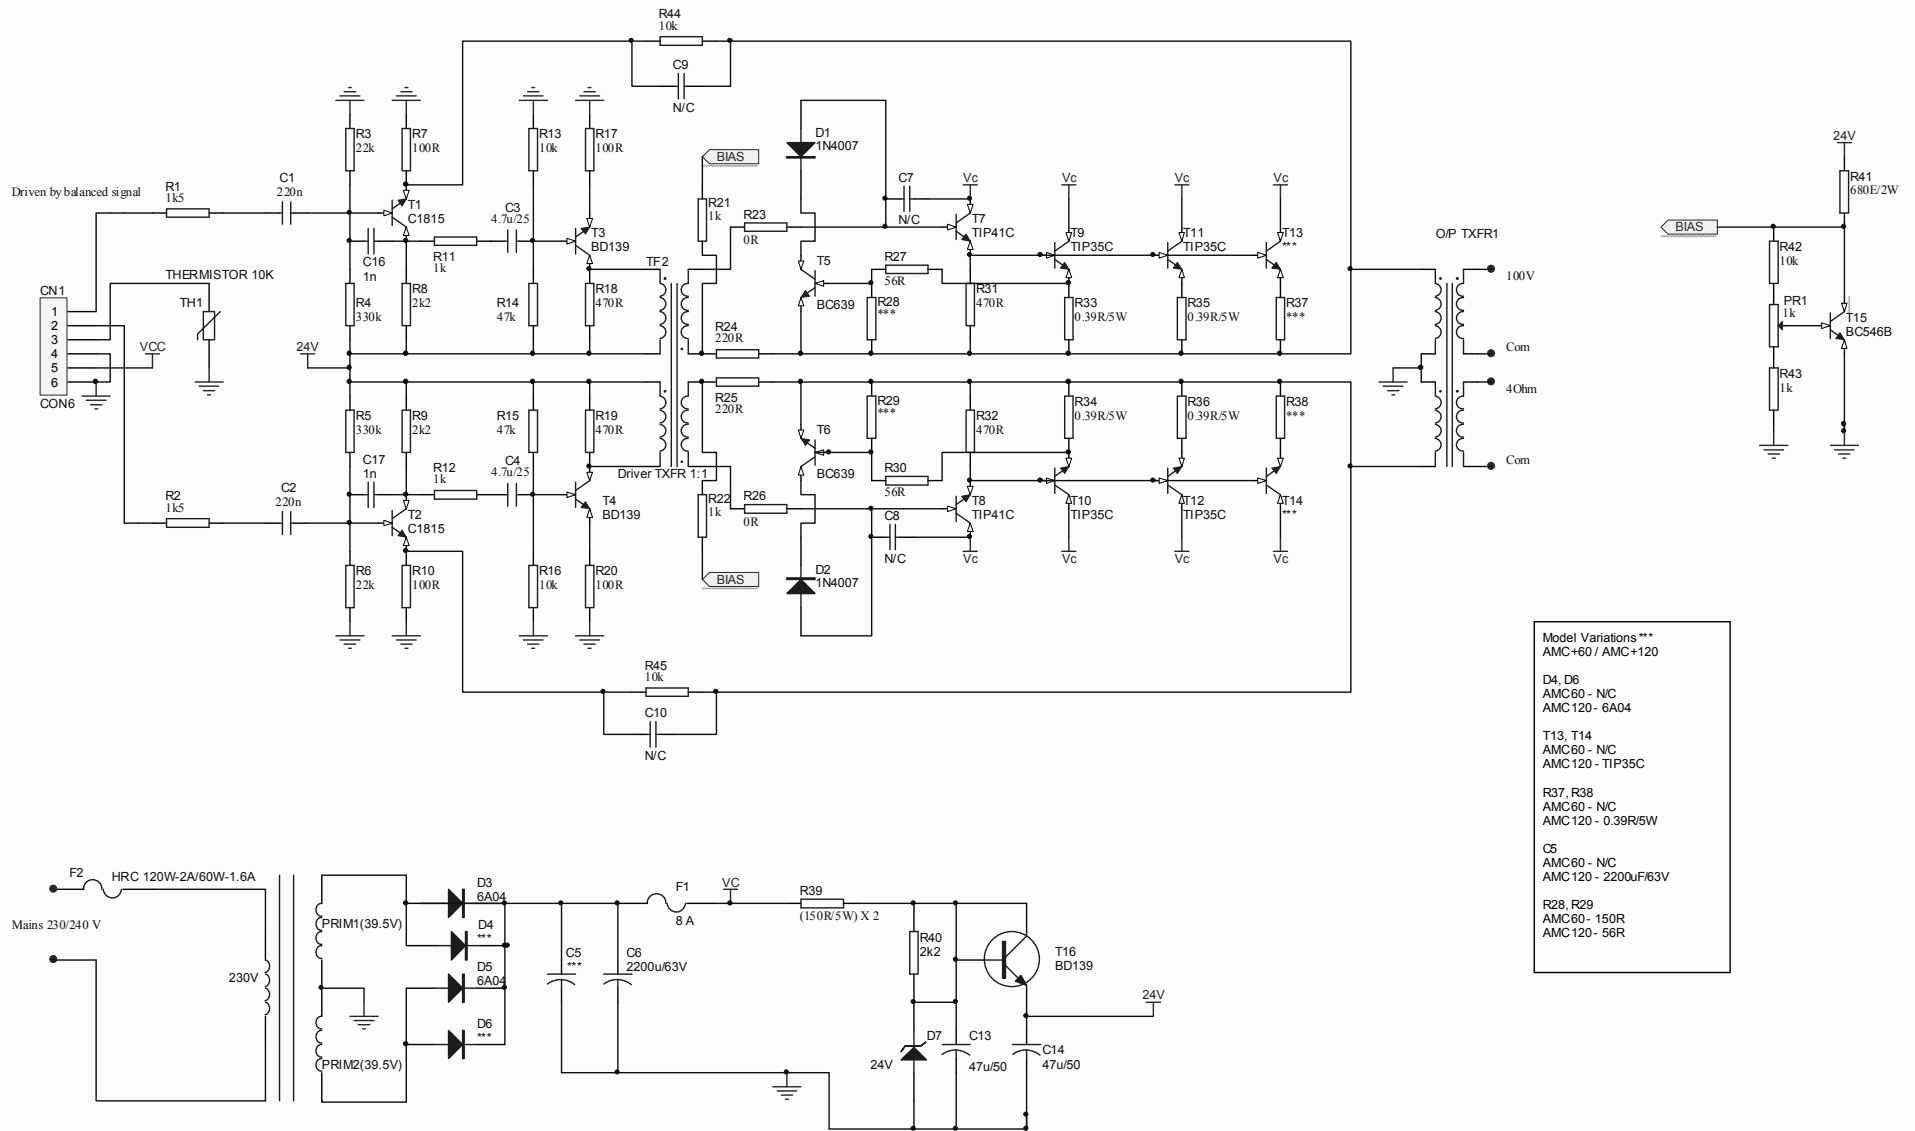 R44
10k
C9
N/C
R3
22k
R7
100R
R13
10k
R17
100R
D1
1N4007
BIAS
24V
R41
680E/2W
Driven by balanced signal
R1
1k5
C1
220n
T1
C1815
C3
4.7u/25
T3
BD139
R21
1k
R23
0R
C7
N/C
Vc
Vc
Vc
Vc
T7
TIP41C
T9
TIP35C
T11
TIP35C
T13
***
O/P TXFR1
BIAS
R42
10k
C16
1n
R11
1k
TF2
T5
BC639
R27
56R
R28
***
THERMISTOR 10K
TH1
CN1
1
2
3
4
5
6
CON6
VCC
24V
R4
330k
R8
2k2
R14
47k
R18
470R
R24
220R
R31
470R
R33
0.39R/5W
R35
0.39R/5W
R37
***
100V
Com
4Ohm
Com
PR1
1k
T15
BC546B
R43
1k
R5
330k
R9
2k2
R15
47k
R19
470R
R25
220R
R29
***
R32
470R
R34
0.39R/5W
R36
0.39R/5W
R38
***
C17
1n
R12
1k
C4
4.7u/25
Driver TXFR 1:1
T6
BC639
R30
56R
R2
1k5
C2
220n
T2
C1815
T4
BD139
R22
1k
R26
0R
C8
N/C
T8
TIP41C
T10
TIP35C
T12
TIP35C
T14
***
Vc
Vc
Vc
Vc
R6
22k
R10
100R
R16
10k
R20
100R
BIAS
D2
1N4007
R45
10k
C10
N/C
Model Variations ***
AMC+60 / AMC+120
D4, D6
AMC60 - N/C
AMC120 - 6A04
T13, T14
AMC60 - N/C
AMC120 - TIP35C
R37, R38
AMC60 - N/C
AMC120 - 0.39R/5W
C5
AMC60 - N/C
AMC120 - 2200uF/63V
R28, R29
AMC60- 150R
AMC120- 56R
F2
HRC 120W-2A/60W-1.6A
Mains 230/240 V
230V
PRIM1(39.5V)
PRIM2(39.5V)
D3
6A04
D4
***
D5
6A04
D6
***
C5
***
C6
2200u/63V
F1
8 A
VC
R39
(150R/5W) X 2
R40
2k2
T16
BD139
24V
D7
24V
C13
47u/50
C14
47u/50